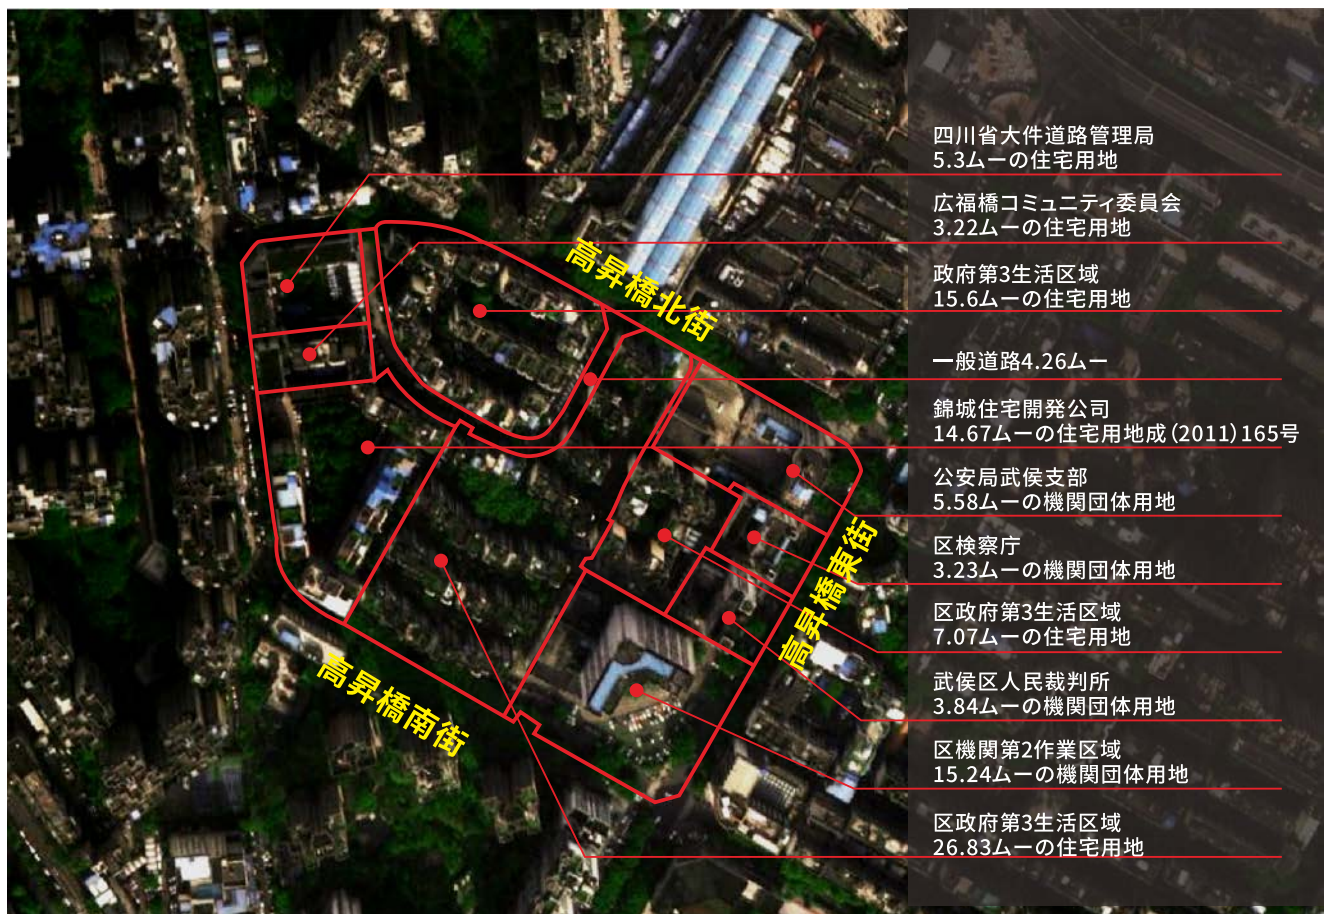 四川省大件道路管理局
5.3ムーの住宅用地
広福橋コミュニティ委員会
3.22ムーの住宅用地
政府第3生活区域
15.6ムーの住宅用地
一般道路4.26ムー
錦城住宅開発公司
14.67ムーの住宅用地成(2011)165号
公安局武侯支部
5.58ムーの機関団体用地
区検察庁
3.23ムーの機関団体用地
区政府第3生活区域
7.07ムーの住宅用地
武侯区人民裁判所
3.84ムーの機関団体用地
区機関第2作業区域
15.24ムーの機関団体用地
区政府第3生活区域
26.83ムーの住宅用地
高昇橋北街
高昇橋東街
高昇橋南街